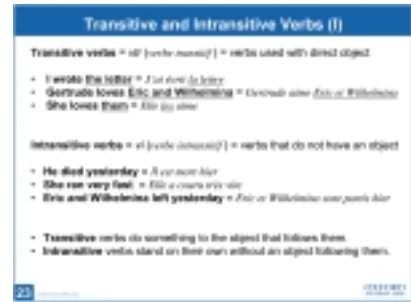 Transitive and Intransitive Verbs (I)
Transitive verbs = vtr [verbe transitif] = verbs used with direct object
• I wrote the letter = J'ai écrit la lettre
• Gertrude loves Eric and Wilhelmina = Gertrude aime Eric et Wilhelmina
• She loves them = Elle les aime
Intransitive verbs = vi [verbe intransitif] = verbs that do not have an object
• He died yesterday = Il est mort hier
• She ran very fast = Elle a couru très vite
• Eric and Wilhelmina left yesterday = Eric et Wilhelmina sont partis hier
• Transitive verbs do something to the object that follows them.
• Intransitive verbs stand on their own without an object following them.
23
OXFORD